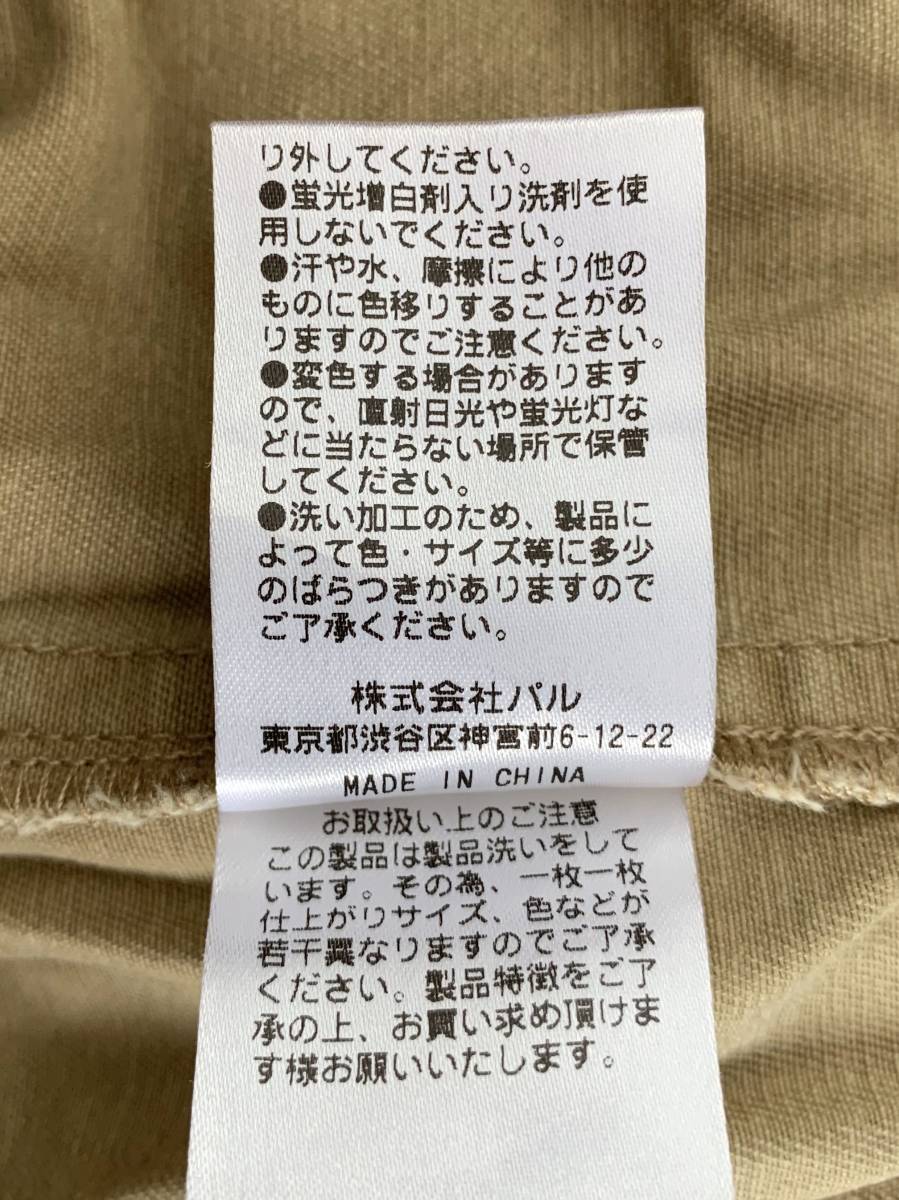 り外してください。
●蛍光増白剤入り洗剤を使
用しないでください。
●汗や水、摩擦により他の
ものに色移りすることがあ
りますのでご注意ください。
●変色する場合があります
ので、直射日光や蛍光灯な
どに当たらない場所で保管
してください。
●洗い加工のため、製品に
よって色・サイズ等に多少
のばらつきがありますので
ご了承ください。
株式会社パル
東京都渋谷区神宮前6-12-22
MADE IN CHINA
お取扱い上のご注意
この製品は製品洗いをして
います。その為、一枚一枚
仕上がりサイズ、色などが
若干異なりますのでご了承
ください。製品特徴をご了
承の上、お買い求め頂けま
す様お願いいたします。